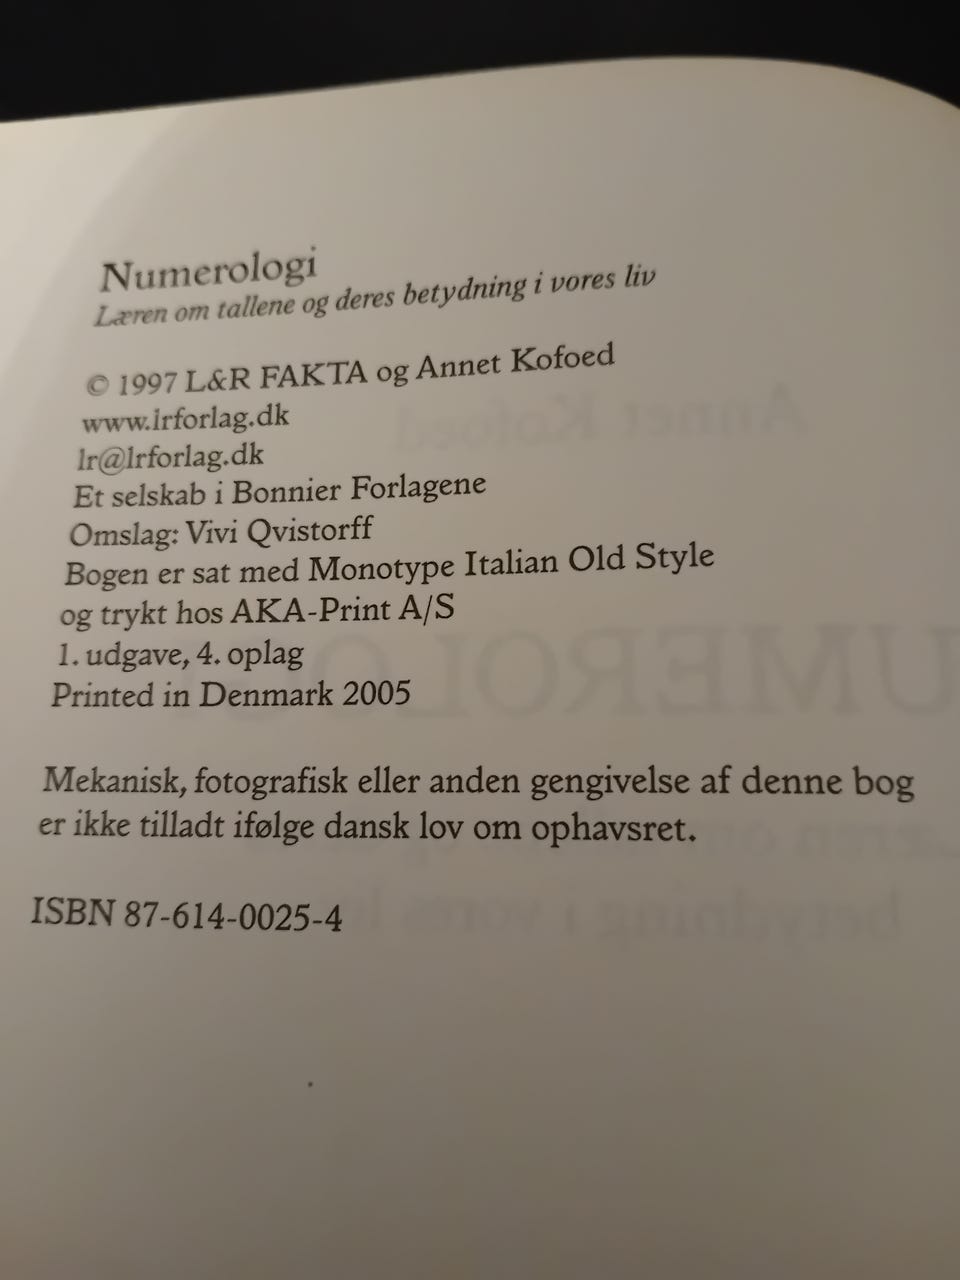 Numerologi
Læren om tallene og deres betydning i vores liv
© 1997 L&R FAKTA og Annet Kofoed
www.lrforlag.dk
lr@lrforlag.dk
Et selskab i Bonnier Forlagene
Omslag: Vivi Qvistorff
Bogen er sat med Monotype Italian Old Style
og trykt hos AKA-Print A/S
1. udgave, 4. oplag
Printed in Denmark 2005
Mekanisk, fotografisk eller anden gengivelse af denne bog
er ikke tilladt ifølge dansk lov om ophavsret.
ISBN 87-614-0025-4